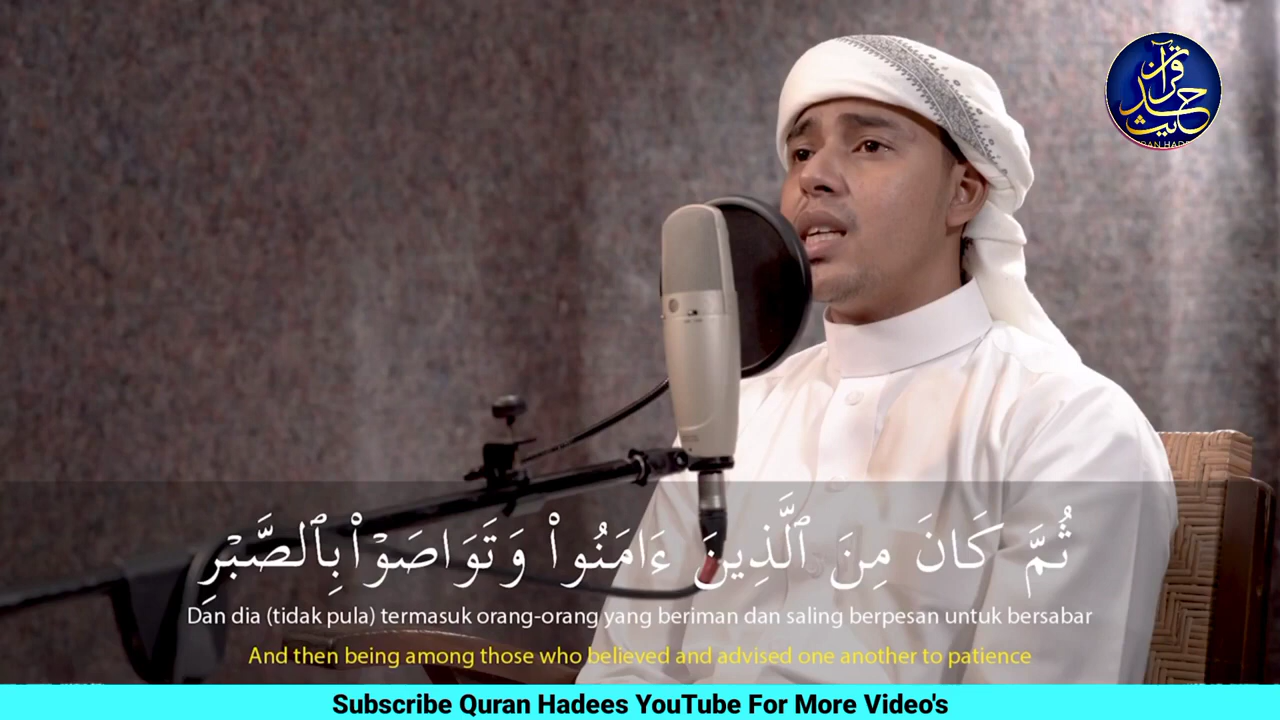 قرآن
حدیث
ثُمَّ كَانَ مِنَ ٱلَّذِينَ ءَامَنُوا۟ وَتَوَاصَوْا۟ بِٱلصَّبْرِ
Dan dia (tidak pula) termasuk orang-orang yang beriman dan saling berpesan untuk bersabar
And then being among those who believed and advised one another to patience
Subscribe Quran Hadees YouTube For More Video's